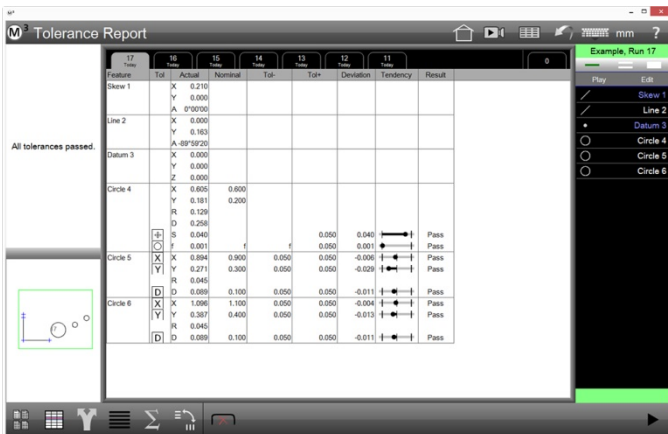 M³
M³ Tolerance Report
mm ?
17 Today 16 Today 15 Today 14 Today 13 Today 12 Today 11 Today 0
Example, Run 17
Play Edit
Feature Tol Actual Nominal Tol- Tol+ Deviation Tendency Result
Skew 1 X 0.210
Y 0.000
A 0°00'00
Line 2 X 0.000
Y 0.163
A -89°59'20
Datum 3 X 0.000
Y 0.000
Z 0.000
Circle 4 X 0.605 0.600
Y 0.181 0.200
R 0.129
D 0.258
S 0.040 0.050 0.040 Pass
f 0.001 f f 0.050 0.001 Pass
Circle 5 X X 0.894 0.900 0.050 0.050 -0.006 Pass
Y Y 0.271 0.300 0.050 0.050 -0.029 Pass
R 0.045
D D 0.089 0.100 0.050 0.050 -0.011 Pass
Circle 6 X X 1.096 1.100 0.050 0.050 -0.004 Pass
Y Y 0.387 0.400 0.050 0.050 -0.013 Pass
R 0.045
D D 0.089 0.100 0.050 0.050 -0.011 Pass
All tolerances passed.
Skew 1
Line 2
Datum 3
Circle 4
Circle 5
Circle 6